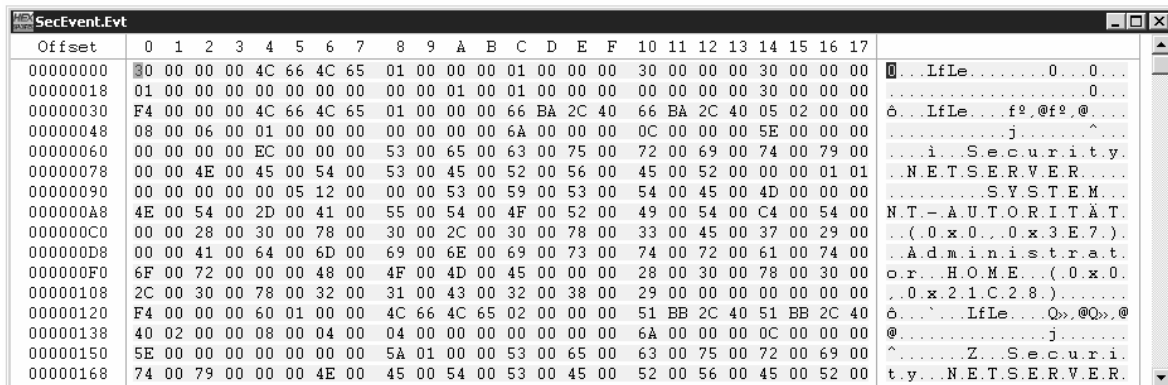 SecEvent.Evt
Offset 0 1 2 3 4 5 6 7 8 9 A B C D E F 10 11 12 13 14 15 16 17
00000000 30 00 00 00 4C 66 4C 65 01 00 00 00 01 00 00 00 30 00 00 00 30 00 00 00 0...LfLe........0...0...
00000018 01 00 00 00 00 00 00 00 00 00 01 00 01 00 00 00 00 00 00 00 30 00 00 00 ....................0...
00000030 F4 00 00 00 4C 66 4C 65 01 00 00 00 66 BA 2C 40 66 BA 2C 40 05 02 00 00 ô...LfLe....fº,@fº,@....
00000048 08 00 06 00 01 00 00 00 00 00 00 00 6A 00 00 00 0C 00 00 00 5E 00 00 00 ............j.......^...
00000060 00 00 00 00 EC 00 00 00 53 00 65 00 63 00 75 00 72 00 69 00 74 00 79 00 ....ì...S.e.c.u.r.i.t.y.
00000078 00 00 4E 00 45 00 54 00 53 00 45 00 52 00 56 00 45 00 52 00 00 00 01 01 ..N.E.T.S.E.R.V.E.R.....
00000090 00 00 00 00 00 05 12 00 00 00 53 00 59 00 53 00 54 00 45 00 4D 00 00 00 ..........S.Y.S.T.E.M...
000000A8 4E 00 54 00 2D 00 41 00 55 00 54 00 4F 00 52 00 49 00 54 00 C4 00 54 00 N.T.-.A.U.T.O.R.I.T.Ä.T.
000000C0 00 00 28 00 30 00 78 00 30 00 2C 00 30 00 78 00 33 00 45 00 37 00 29 00 ..(.0.x.0.,.0.x.3.E.7.).
000000D8 00 00 41 00 64 00 6D 00 69 00 6E 00 69 00 73 00 74 00 72 00 61 00 74 00 ..A.d.m.i.n.i.s.t.r.a.t.
000000F0 6F 00 72 00 00 00 48 00 4F 00 4D 00 45 00 00 00 28 00 30 00 78 00 30 00 o.r...H.O.M.E...(.0.x.0.
00000108 2C 00 30 00 78 00 32 00 31 00 43 00 32 00 38 00 29 00 00 00 00 00 00 00 ,.0.x.2.1.C.2.8.).......
00000120 F4 00 00 00 60 01 00 00 4C 66 4C 65 02 00 00 00 51 BB 2C 40 51 BB 2C 40 ô...`...LfLe....Q»,@Q»,@
00000138 40 02 00 00 08 00 04 00 04 00 00 00 00 00 00 00 6A 00 00 00 0C 00 00 00 @...............j.......
00000150 5E 00 00 00 00 00 00 00 5A 01 00 00 53 00 65 00 63 00 75 00 72 00 69 00 ^.......Z...S.e.c.u.r.i.
00000168 74 00 79 00 00 00 4E 00 45 00 54 00 53 00 45 00 52 00 56 00 45 00 52 00 t.y...N.E.T.S.E.R.V.E.R.